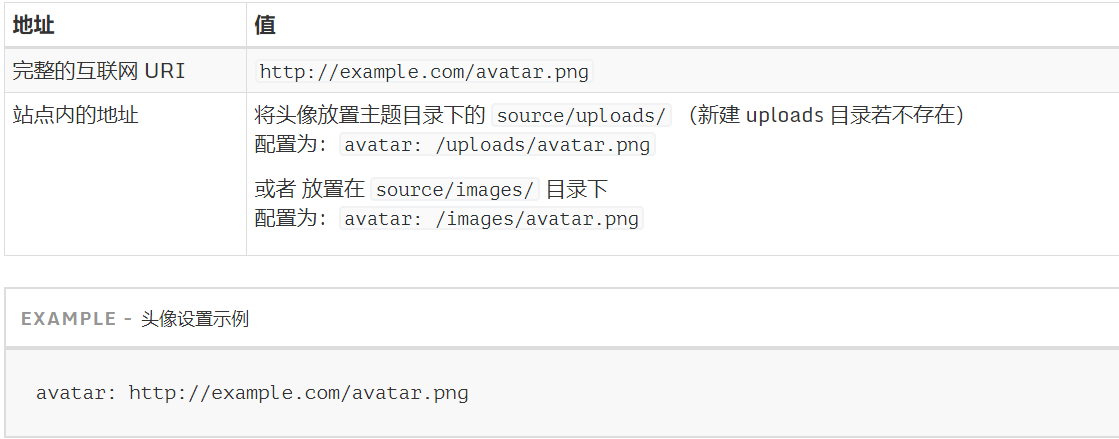 地址 值
完整的互联网 URI http://example.com/avatar.png
站点内的地址 将头像放置主题目录下的 source/uploads/ （新建 uploads 目录若不存在）
配置为：avatar: /uploads/avatar.png
或者 放置在 source/images/ 目录下
配置为：avatar: /images/avatar.png
EXAMPLE - 头像设置示例
avatar: http://example.com/avatar.png